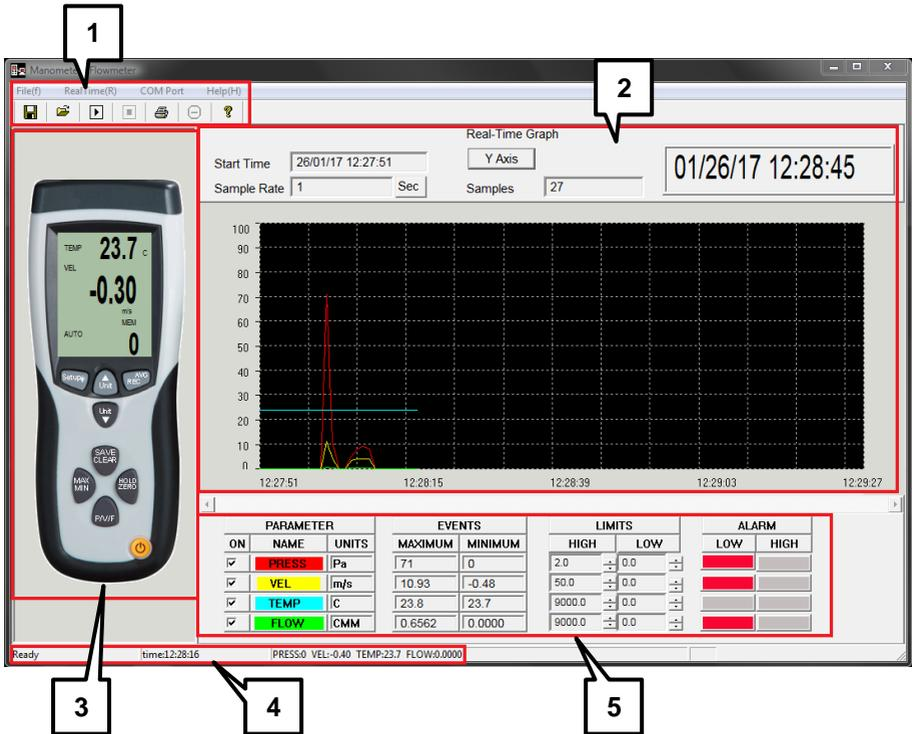 1
Manometer Flowmeter
File(f) RealTime(R) COM Port Help(H)
2
Real-Time Graph
Start Time 26/01/17 12:27:51 Y Axis 01/26/17 12:28:45
Sample Rate 1 Sec Samples 27
TEMP 23.7 c
VEL
-0.30
m/s
MEM
AUTO 0
Setup Unit AVG REC
Unit
SAVE CLEAR
MAX MIN HOLD ZERO
P/V/F
100
90
80
70
60
50
40
30
20
10
0
12:27:51 12:28:15 12:28:39 12:29:03 12:29:27
PARAMETER EVENTS LIMITS ALARM
ON NAME UNITS MAXIMUM MINIMUM HIGH LOW LOW HIGH
PRESS Pa 71 0 2.0 0.0
VEL m/s 10.93 -0.48 50.0 0.0
TEMP C 23.8 23.7 9000.0 0.0
FLOW CMM 0.6562 0.0000 9000.0 0.0
Ready time:12:28:16 PRESS:0 VEL:-0.40 TEMP:23.7 FLOW:0.0000
3 4 5